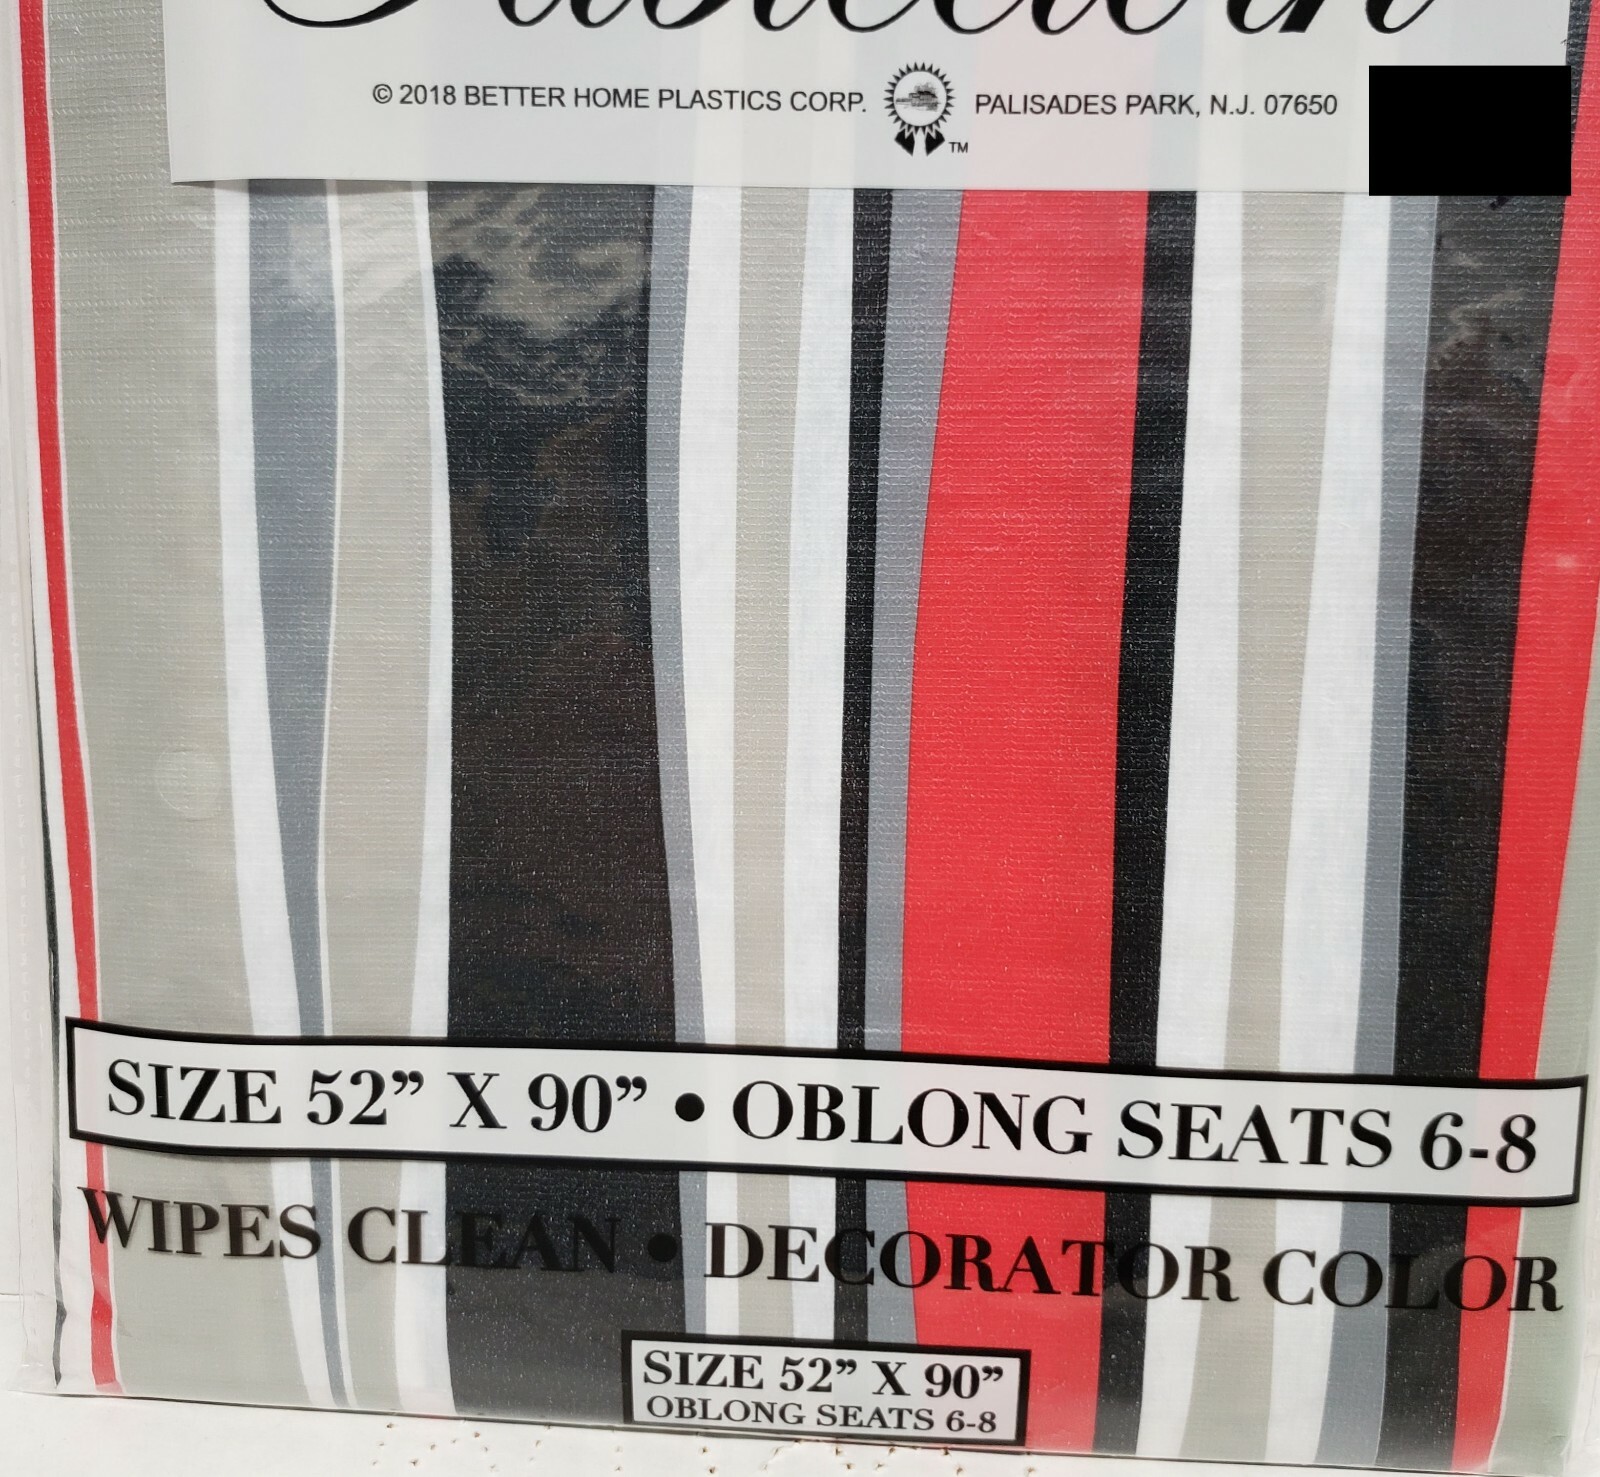 © 2018 BETTER HOME PLASTICS CORP. PALISADES PARK, N.J. 07650
TM
SIZE 52” X 90” • OBLONG SEATS 6-8
WIPES CLEAN • DECORATOR COLOR
SIZE 52” X 90”
OBLONG SEATS 6-8